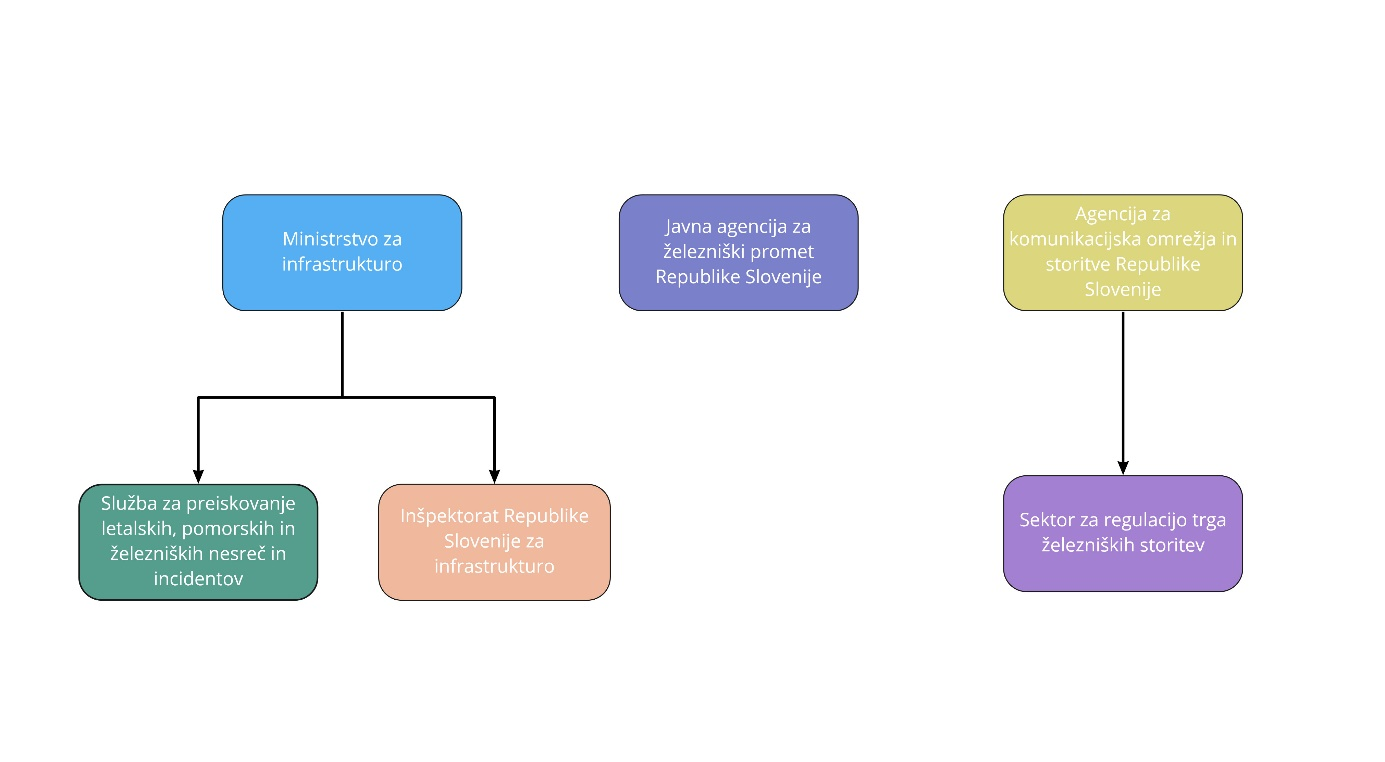 Ministrstvo za
infrastrukturo
Javna agencija za
železniški promet
Republike Slovenije
Agencija za
komunikacijska omrežja in
storitve Republike
Slovenije
Služba za preiskovanje
letalskih, pomorskih in
železniških nesreč in
incidentov
Inšpektorat Republike
Slovenije za
infrastrukturo
Sektor za regulacijo trga
železniških storitev